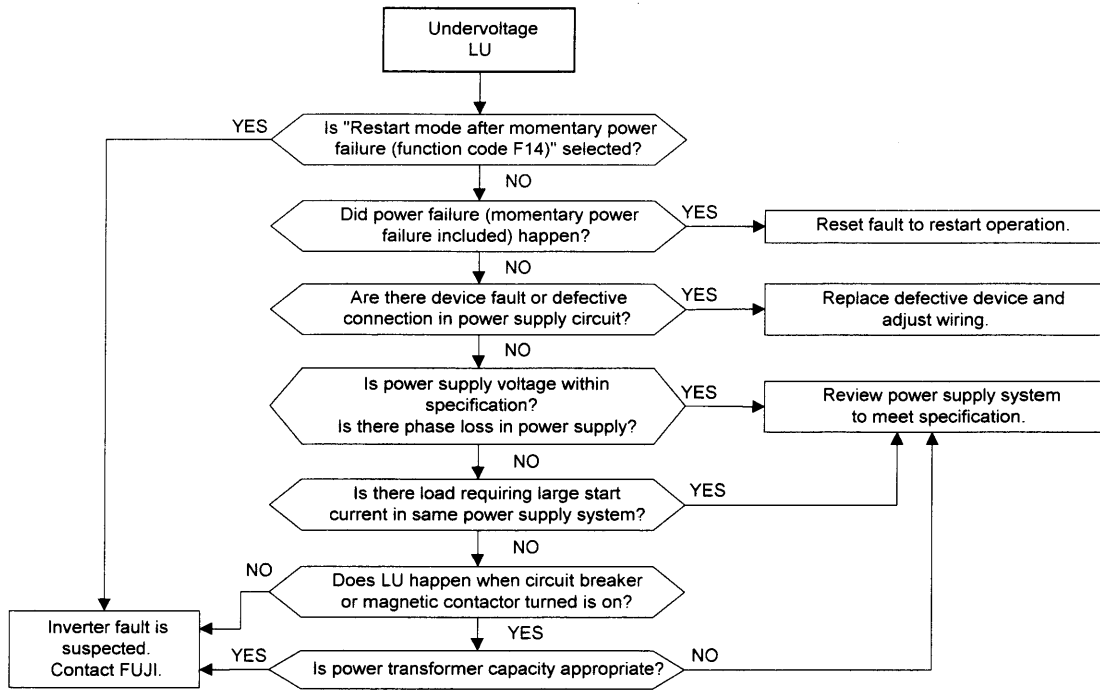 Undervoltage
LU
YES
Is "Restart mode after momentary power
failure (function code F14)" selected?
NO
Did power failure (momentary power
failure included) happen?
YES
Reset fault to restart operation.
NO
Are there device fault or defective
connection in power supply circuit?
YES
Replace defective device and
adjust wiring.
NO
Is power supply voltage within
specification?
Is there phase loss in power supply?
YES
Review power supply system
to meet specification.
NO
Is there load requiring large start
current in same power supply system?
YES
NO
NO
Does LU happen when circuit breaker
or magnetic contactor turned is on?
Inverter fault is
suspected.
Contact FUJI.
YES
YES
Is power transformer capacity appropriate?
NO